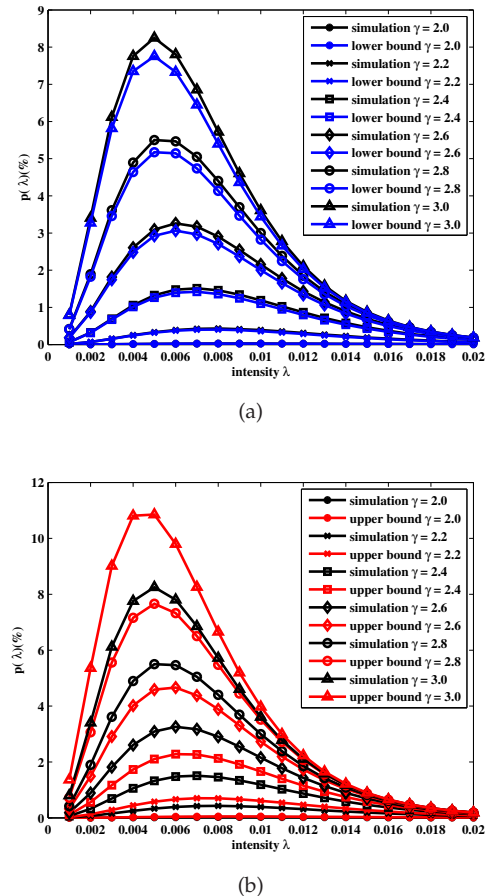 9
8
7
6
5
4
3
2
1
0
p( λ)(%)
0
0.002
0.004
0.006
0.008
0.01
0.012
0.014
0.016
0.018
0.02
intensity λ
simulation γ = 2.0
lower bound γ = 2.0
simulation γ = 2.2
lower bound γ = 2.2
simulation γ = 2.4
lower bound γ = 2.4
simulation γ = 2.6
lower bound γ = 2.6
simulation γ = 2.8
lower bound γ = 2.8
simulation γ = 3.0
lower bound γ = 3.0
(a)
12
10
8
6
4
2
0
p( λ)(%)
0
0.002
0.004
0.006
0.008
0.01
0.012
0.014
0.016
0.018
0.02
intensity λ
simulation γ = 2.0
upper bound γ = 2.0
simulation γ = 2.2
upper bound γ = 2.2
simulation γ = 2.4
upper bound γ = 2.4
simulation γ = 2.6
upper bound γ = 2.6
simulation γ = 2.8
upper bound γ = 2.8
simulation γ = 3.0
upper bound γ = 3.0
(b)